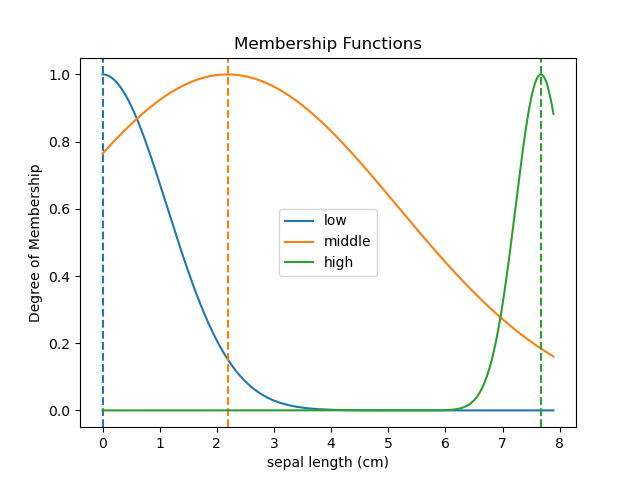 Membership Functions
Degree of Membership
1.0
0.8
0.6
0.4
0.2
0.0
low
middle
high
0 1 2 3 4 5 6 7 8
sepal length (cm)